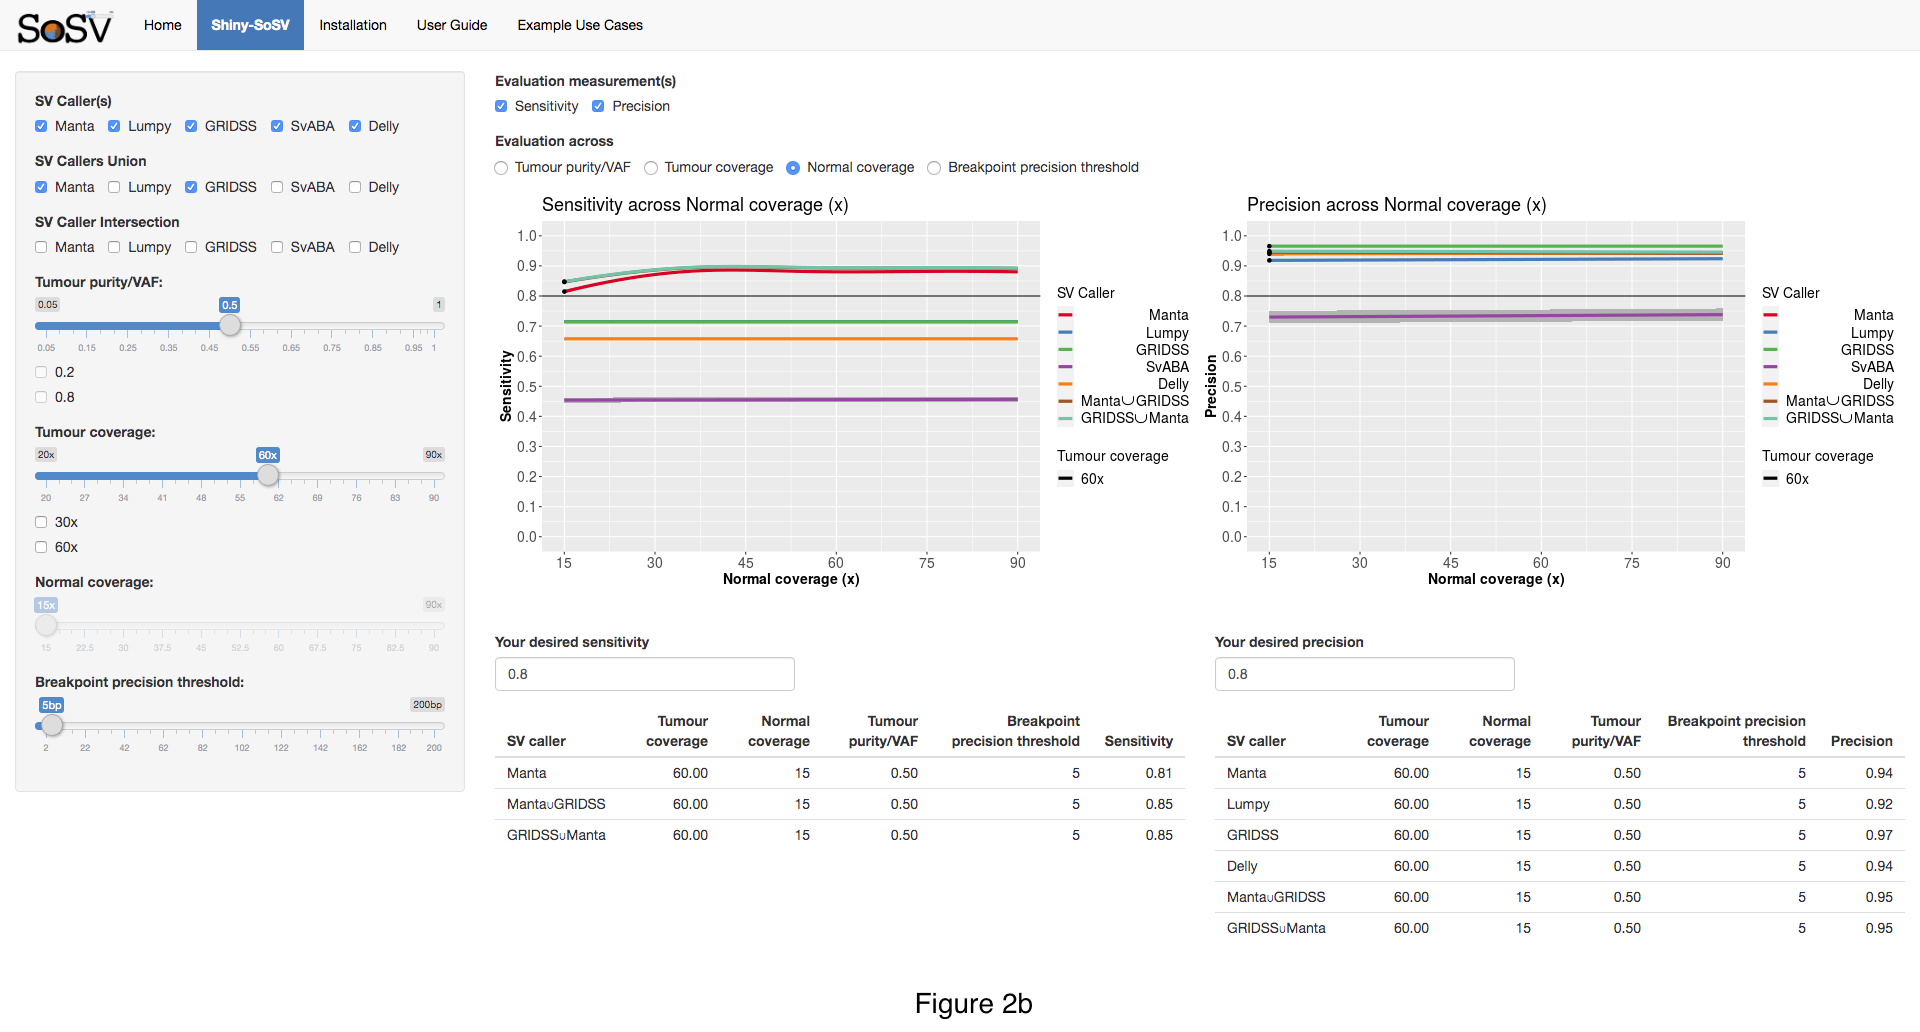 SoSV Home Shiny-SoSV Installation User Guide Example Use Cases
SV Caller(s)
Manta Lumpy GRIDSS SvABA Delly
SV Callers Union
Manta Lumpy GRIDSS SvABA Delly
SV Caller Intersection
Manta Lumpy GRIDSS SvABA Delly
Tumour purity/VAF:
0.05 0.5 1
0.05 0.15 0.25 0.35 0.45 0.55 0.65 0.75 0.85 0.95 1
0.2
0.8
Tumour coverage:
20x 60x 90x
20 27 34 41 48 55 62 69 76 83 90
30x
60x
Normal coverage:
15x 90x
15 22.5 30 37.5 45 52.5 60 67.5 75 82.5 90
Breakpoint precision threshold:
5bp 200bp
2 22 42 62 82 102 122 142 162 182 200
Evaluation measurement(s)
Sensitivity Precision
Evaluation across
Tumour purity/VAF Tumour coverage Normal coverage Breakpoint precision threshold
Sensitivity across Normal coverage (x)
Sensitivity
1.0
0.9
0.8
0.7
0.6
0.5
0.4
0.3
0.2
0.1
0.0
15 30 45 60 75 90
Normal coverage (x)
SV Caller
Manta
Lumpy
GRIDSS
SvABA
Delly
Manta∪GRIDSS
GRIDSS∪Manta
Tumour coverage
60x
Precision across Normal coverage (x)
Precision
1.0
0.9
0.8
0.7
0.6
0.5
0.4
0.3
0.2
0.1
0.0
15 30 45 60 75 90
Normal coverage (x)
SV Caller
Manta
Lumpy
GRIDSS
SvABA
Delly
Manta∪GRIDSS
GRIDSS∪Manta
Tumour coverage
60x
Your desired sensitivity
0.8
Tumour Normal Tumour Breakpoint
SV caller coverage coverage purity/VAF precision threshold Sensitivity
Manta 60.00 15 0.50 5 0.81
Manta∪GRIDSS 60.00 15 0.50 5 0.85
GRIDSS∪Manta 60.00 15 0.50 5 0.85
Your desired precision
0.8
Tumour Normal Tumour Breakpoint precision
SV caller coverage coverage purity/VAF threshold Precision
Manta 60.00 15 0.50 5 0.94
Lumpy 60.00 15 0.50 5 0.92
GRIDSS 60.00 15 0.50 5 0.97
Delly 60.00 15 0.50 5 0.94
Manta∪GRIDSS 60.00 15 0.50 5 0.95
GRIDSS∪Manta 60.00 15 0.50 5 0.95
Figure 2b